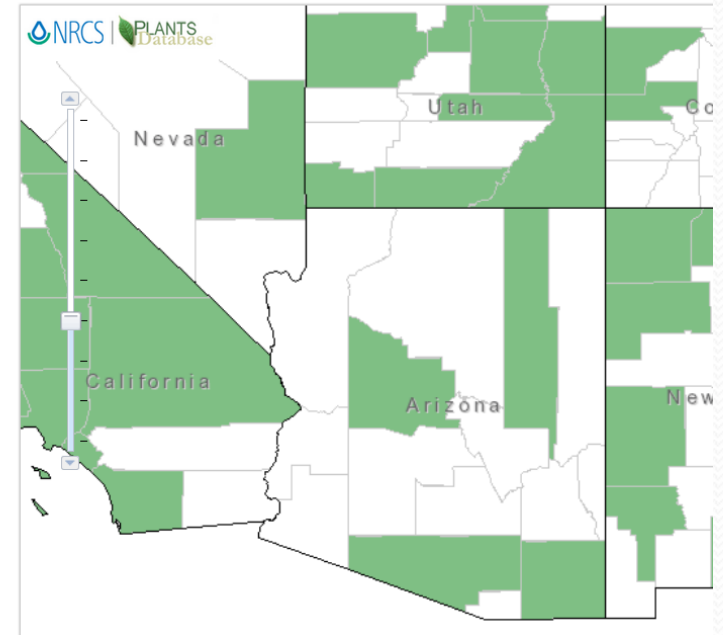 NRCS | PLANTS
Database
Nevada
Utah
Co
California
Arizona
New